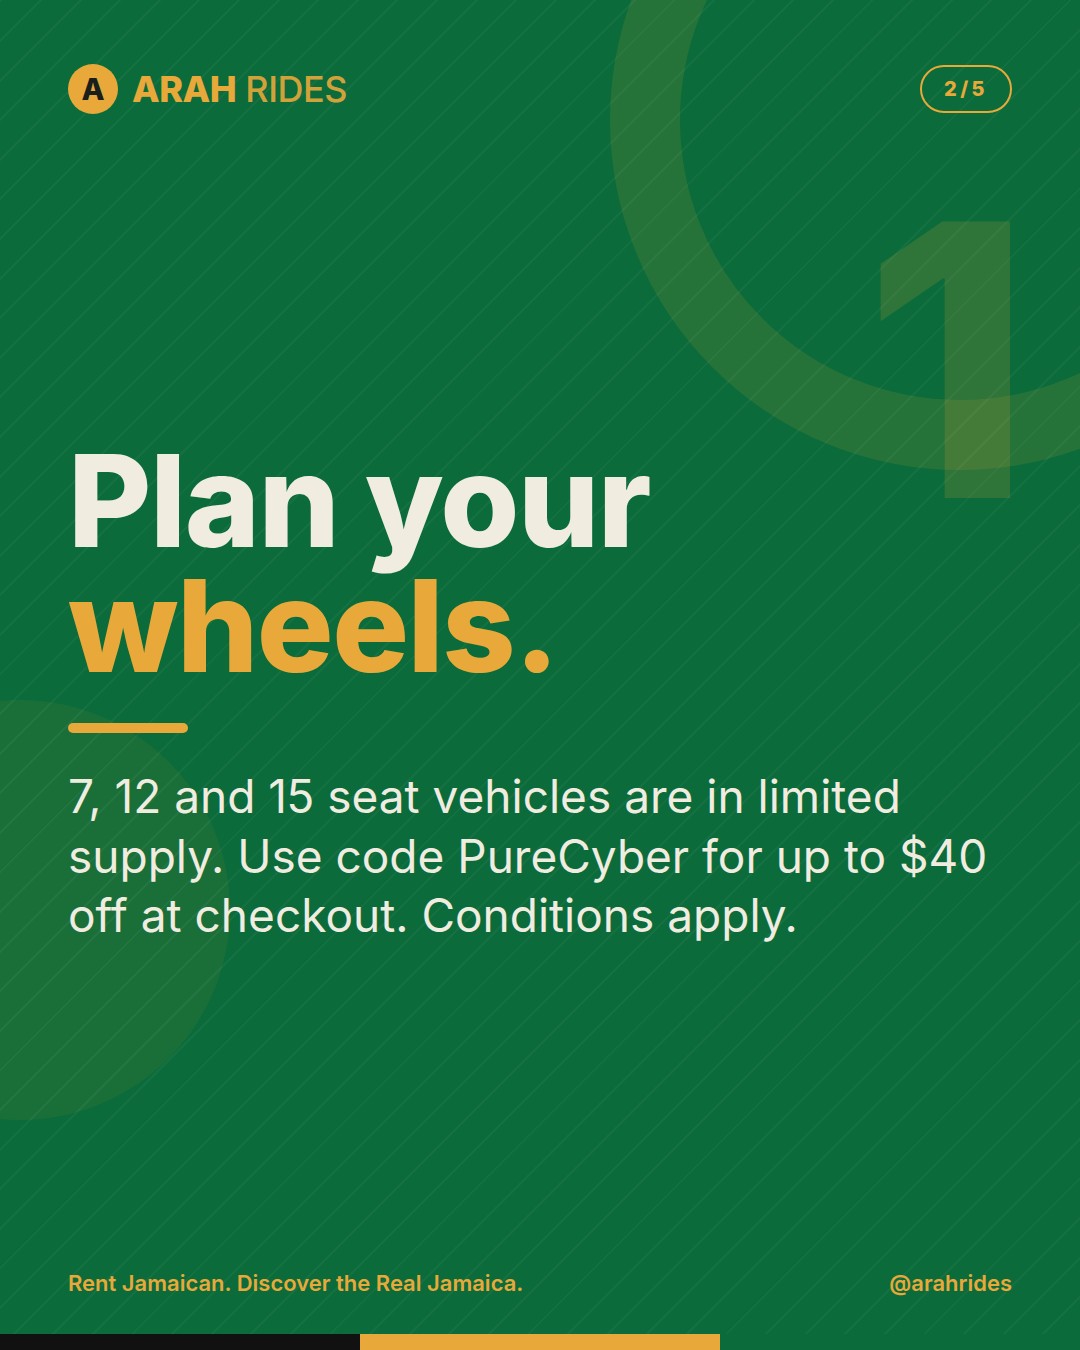 A ARAH RIDES
2/5
1
Plan your
wheels.
7, 12 and 15 seat vehicles are in limited
supply. Use code PureCyber for up to $40
off at checkout. Conditions apply.
Rent Jamaican. Discover the Real Jamaica.
@arahrides